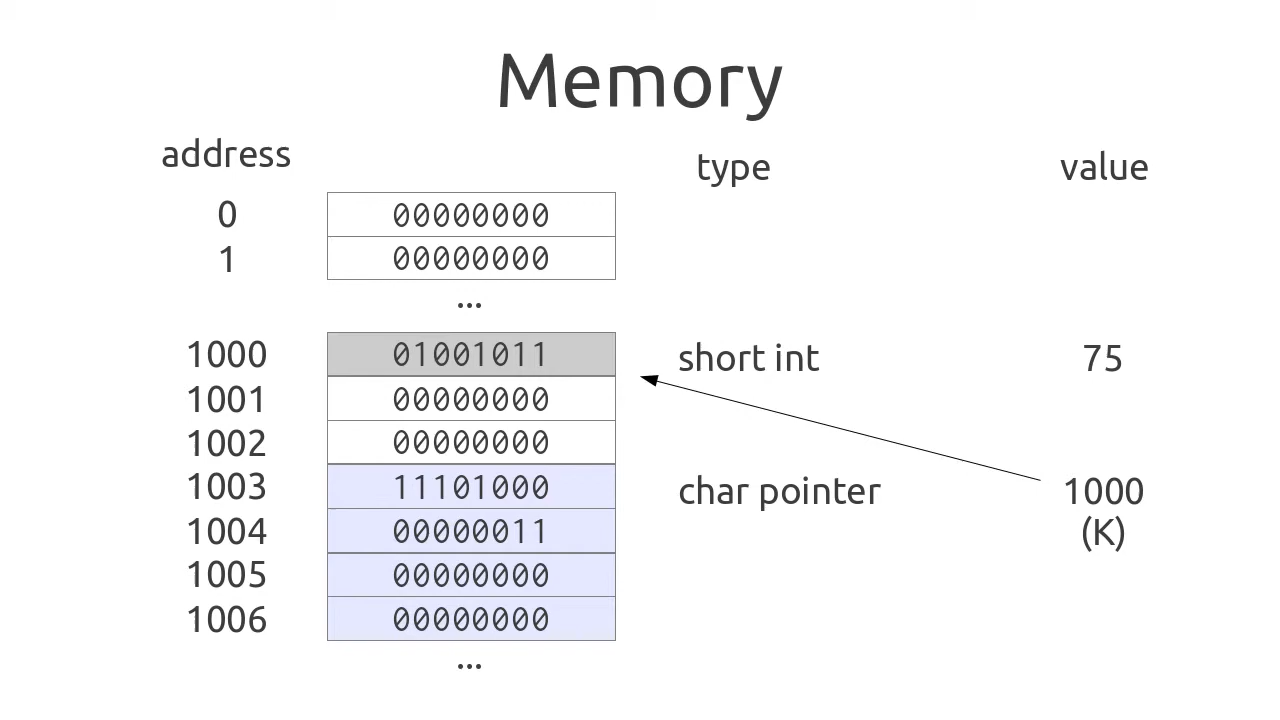 Memory
address type value
0 00000000
1 00000000
...
1000 01001011 short int 75
1001 00000000
1002 00000000
1003 11101000 char pointer 1000
1004 00000011 (K)
1005 00000000
1006 00000000
...